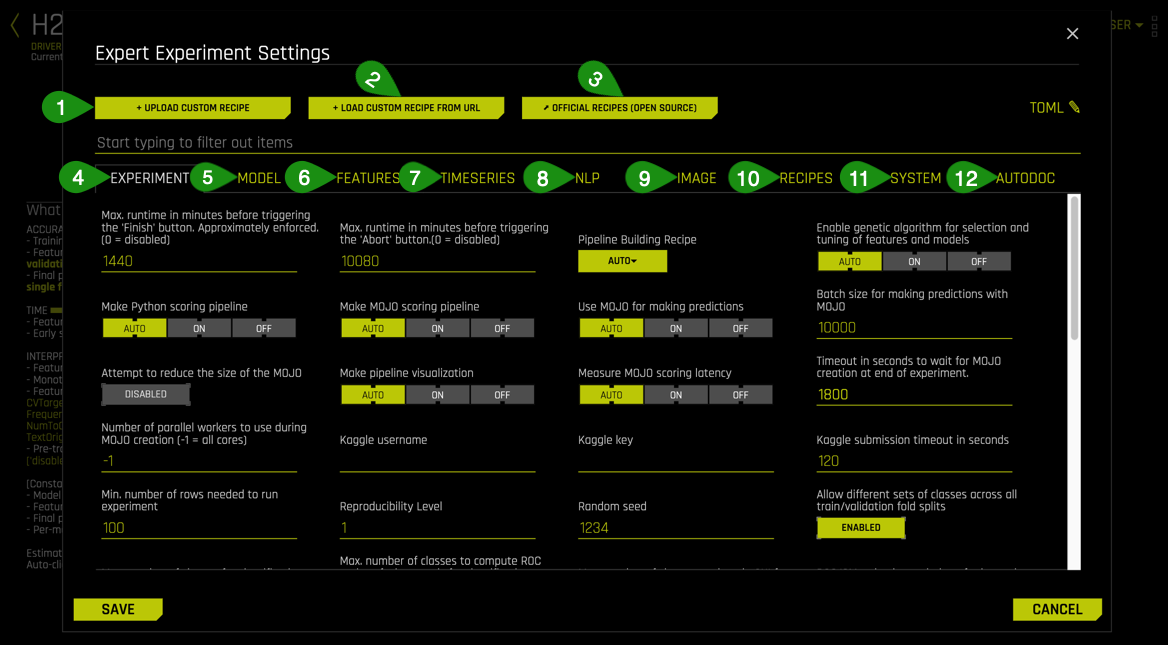 H2
DRIVER
Current
SER
Expert Experiment Settings
1
+ UPLOAD CUSTOM RECIPE
2
+ LOAD CUSTOM RECIPE FROM URL
3
OFFICIAL RECIPES (OPEN SOURCE)
TOML
Start typing to filter out items
4 EXPERIMENT 5 MODEL 6 FEATURES 7 TIMESERIES 8 NLP 9 IMAGE 10 RECIPES 11 SYSTEM 12 AUTODOC
Max. runtime in minutes before triggering
the 'Finish' button. Approximately enforced.
(0 = disabled)
1440
Max. runtime in minutes before triggering
the 'Abort' button.(0 = disabled)
10080
Pipeline Building Recipe
AUTO
Enable genetic algorithm for selection and
tuning of features and models
AUTO ON OFF
Make Python scoring pipeline
AUTO ON OFF
Make MOJO scoring pipeline
AUTO ON OFF
Use MOJO for making predictions
AUTO ON OFF
Batch size for making predictions with
MOJO
10000
Attempt to reduce the size of the MOJO
DISABLED
Make pipeline visualization
AUTO ON OFF
Measure MOJO scoring latency
AUTO ON OFF
Timeout in seconds to wait for MOJO
creation at end of experiment.
1800
Number of parallel workers to use during
MOJO creation (-1 = all cores)
-1
Kaggle username
Kaggle key
Kaggle submission timeout in seconds
120
Min. number of rows needed to run
experiment
100
Reproducibility Level
1
Random seed
1234
Allow different sets of classes across all
train/validation fold splits
ENABLED
Max. number of classes to compute ROC
SAVE
CANCEL
What
ACCURA
- Trainin
- Featur
validati
- Final p
single f
TIME
- Featur
- Early s
INTERPR
- Featur
- Monot
- Featur
CVTarge
Frequen
NumToC
TextOrig
- Pre-tra
['disable
[Consta
- Model
- Featur
- Final p
- Per-m
Estimat
Auto-cli